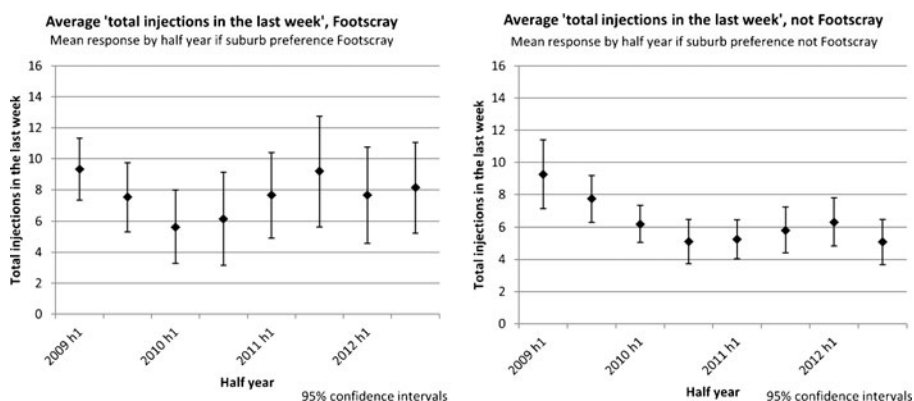 Average 'total injections in the last week', Footscray
Mean response by half year if suburb preference Footscray
Total injections in the last week
16
14
12
10
8
6
4
2
0
2009 h1
2010 h1
2011 h1
2012 h1
Half year
95% confidence intervals
Average 'total injections in the last week', not Footscray
Mean response by half year if suburb preference not Footscray
Total injections in the last week
16
14
12
10
8
6
4
2
0
2009 h1
2010 h1
2011 h1
2012 h1
Half year
95% confidence intervals